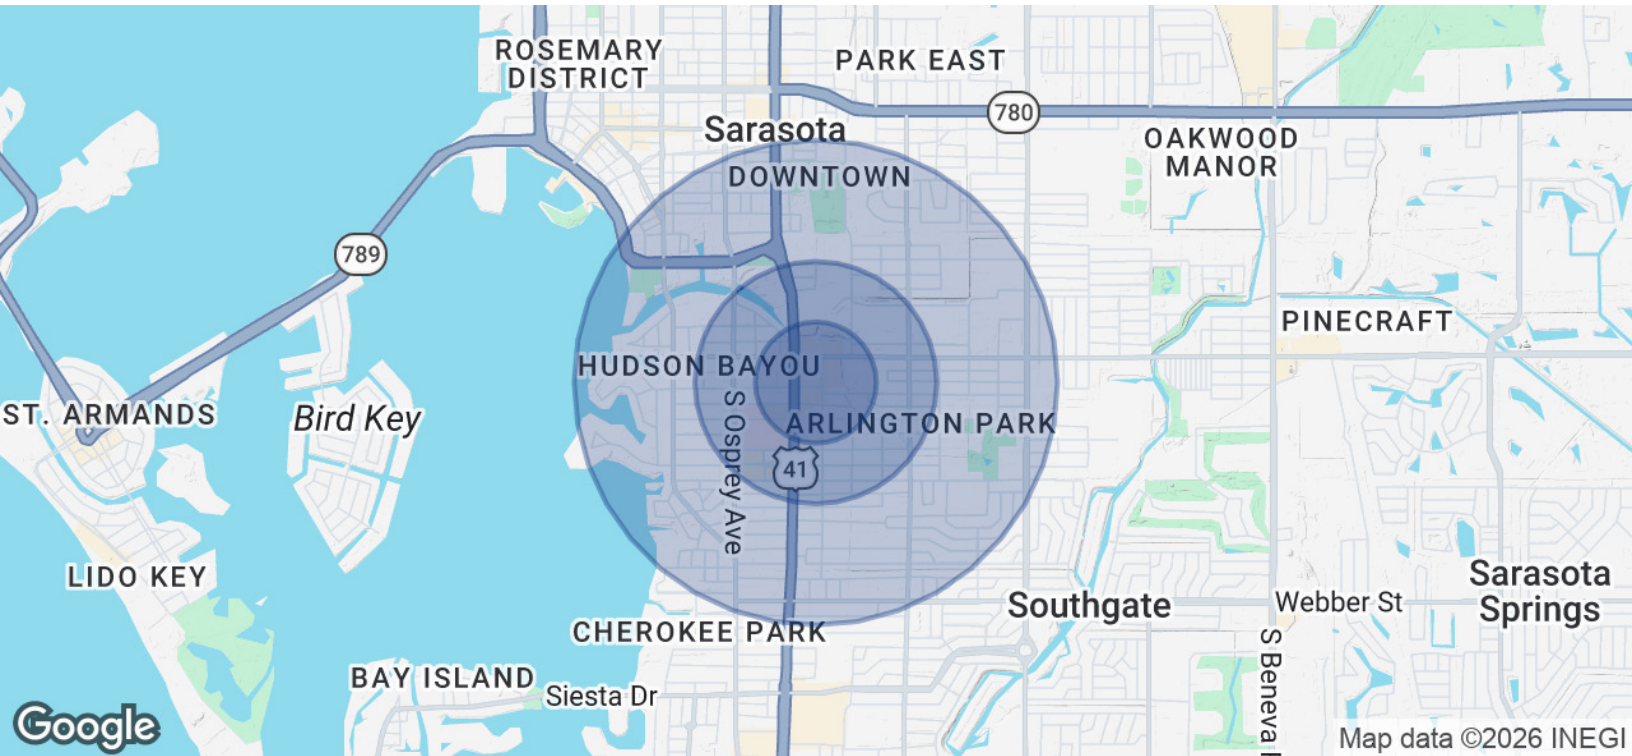 ROSEMARY
DISTRICT
PARK EAST
780
Sarasota
DOWNTOWN
OAKWOOD
MANOR
789
PINECRAFT
HUDSON BAYOU
ST. ARMANDS
Bird Key
S Osprey Ave
ARLINGTON PARK
41
LIDO KEY
Southgate
Webber St
Sarasota
Springs
CHEROKEE PARK
BAY ISLAND
Siesta Dr
S Beneva
Google
Map data ©2026 INEGI